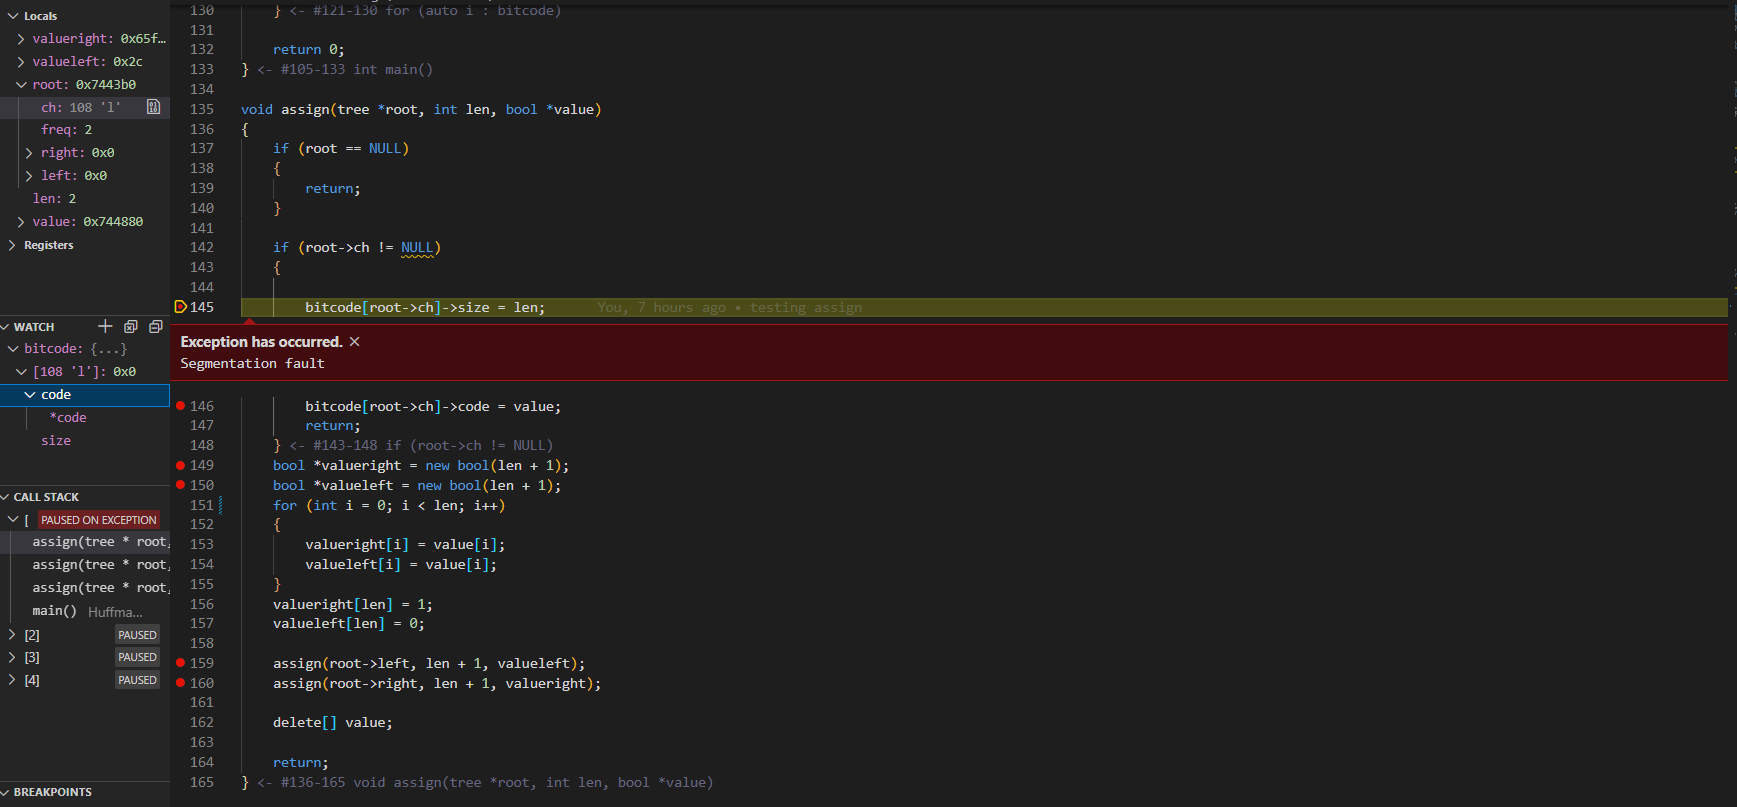 Locals
valueright: 0x65f…
valueleft: 0x2c
root: 0x7443b0
ch: 108 'l'
freq: 2
right: 0x0
left: 0x0
len: 2
value: 0x744880
Registers
WATCH
bitcode: {...}
[108 'l']: 0x0
code
*code
size
CALL STACK
[ PAUSED ON EXCEPTION
assign(tree * root,
assign(tree * root,
assign(tree * root,
main() Huffma...
[2] PAUSED
[3] PAUSED
[4] PAUSED
BREAKPOINTS
130 } <- #121-130 for (auto i : bitcode)
131
132 return 0;
133 } <- #105-133 int main()
134
135 void assign(tree *root, int len, bool *value)
136 {
137 if (root == NULL)
138 {
139 return;
140 }
141
142 if (root->ch != NULL)
143 {
144
145 bitcode[root->ch]->size = len; You, 7 hours ago • testing assign
Exception has occurred. ×
Segmentation fault
146 bitcode[root->ch]->code = value;
147 return;
148 } <- #143-148 if (root->ch != NULL)
149 bool *valueright = new bool(len + 1);
150 bool *valueleft = new bool(len + 1);
151 for (int i = 0; i < len; i++)
152 {
153 valueright[i] = value[i];
154 valueleft[i] = value[i];
155 }
156 valueright[len] = 1;
157 valueleft[len] = 0;
158
159 assign(root->left, len + 1, valueleft);
160 assign(root->right, len + 1, valueright);
161
162 delete[] value;
163
164 return;
165 } <- #136-165 void assign(tree *root, int len, bool *value)